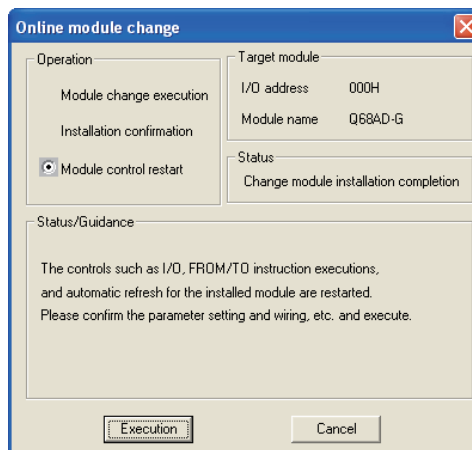 Online module change
Operation
Module change execution
Installation confirmation
Module control restart
Target module
I/O address 000H
Module name Q68AD-G
Status
Change module installation completion
Status/Guidance
The controls such as I/O, FROM/TO instruction executions,
and automatic refresh for the installed module are restarted.
Please confirm the parameter setting and wiring, etc. and execute.
Execution
Cancel